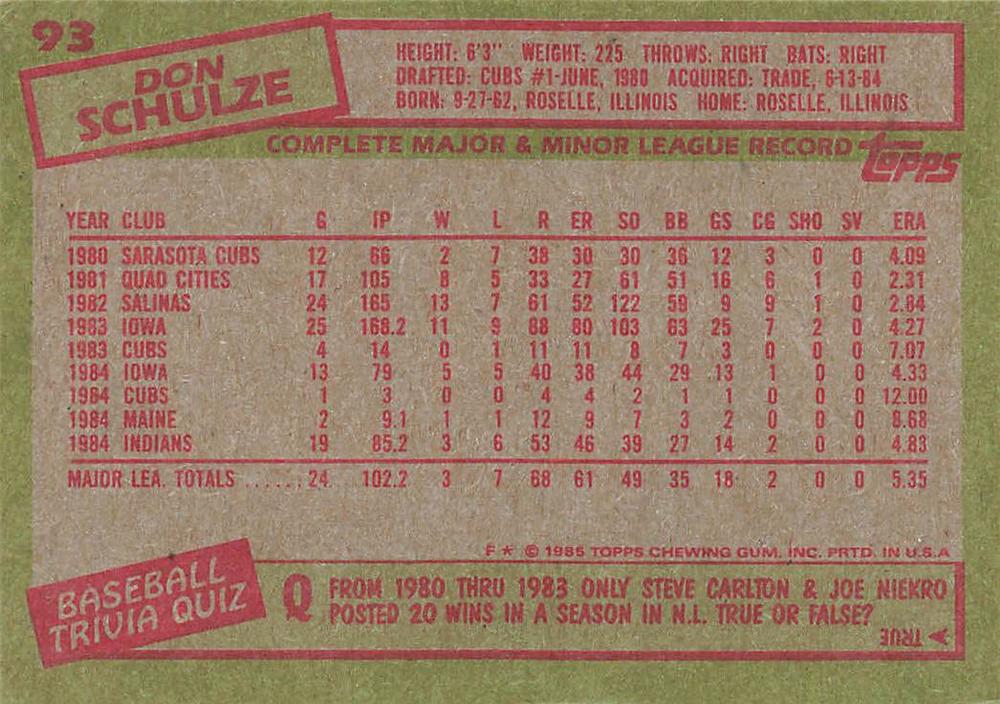 93
DON
SCHULZE
HEIGHT: 6'3" WEIGHT: 225 THROWS: RIGHT BATS: RIGHT
DRAFTED: CUBS #1-JUNE, 1980 ACQUIRED: TRADE, 6-13-84
BORN: 9-27-62, ROSELLE, ILLINOIS HOME: ROSELLE, ILLINOIS
COMPLETE MAJOR & MINOR LEAGUE RECORD topps
YEAR CLUB G IP W L R ER SO BB GS CG SHO SV ERA
1980 SARASOTA CUBS 12 66 2 7 38 30 30 36 12 3 0 0 4.09
1981 QUAD CITIES 17 105 8 5 33 27 61 51 16 6 1 0 2.31
1982 SALINAS 24 165 13 7 61 52 122 59 9 9 1 0 2.84
1983 IOWA 25 168.2 11 9 88 80 103 63 25 7 2 0 4.27
1983 CUBS 4 14 0 1 11 11 8 7 3 0 0 0 7.07
1984 IOWA 13 79 5 5 40 38 44 29 13 1 0 0 4.33
1984 CUBS 1 3 0 0 4 4 2 1 1 0 0 0 12.00
1984 MAINE 2 9.1 1 1 12 9 7 3 2 0 0 0 8.68
1984 INDIANS 19 85.2 3 6 53 46 39 27 14 2 0 0 4.83
MAJOR LEA. TOTALS ......24 102.2 3 7 68 61 49 35 18 2 0 0 5.35
F * © 1985 TOPPS CHEWING GUM, INC. PRTD. IN U.S.A
BASEBALL
TRIVIA QUIZ
Q FROM 1980 THRU 1983 ONLY STEVE CARLTON & JOE NIEKRO
POSTED 20 WINS IN A SEASON IN N.L. TRUE OR FALSE?
A TRUE